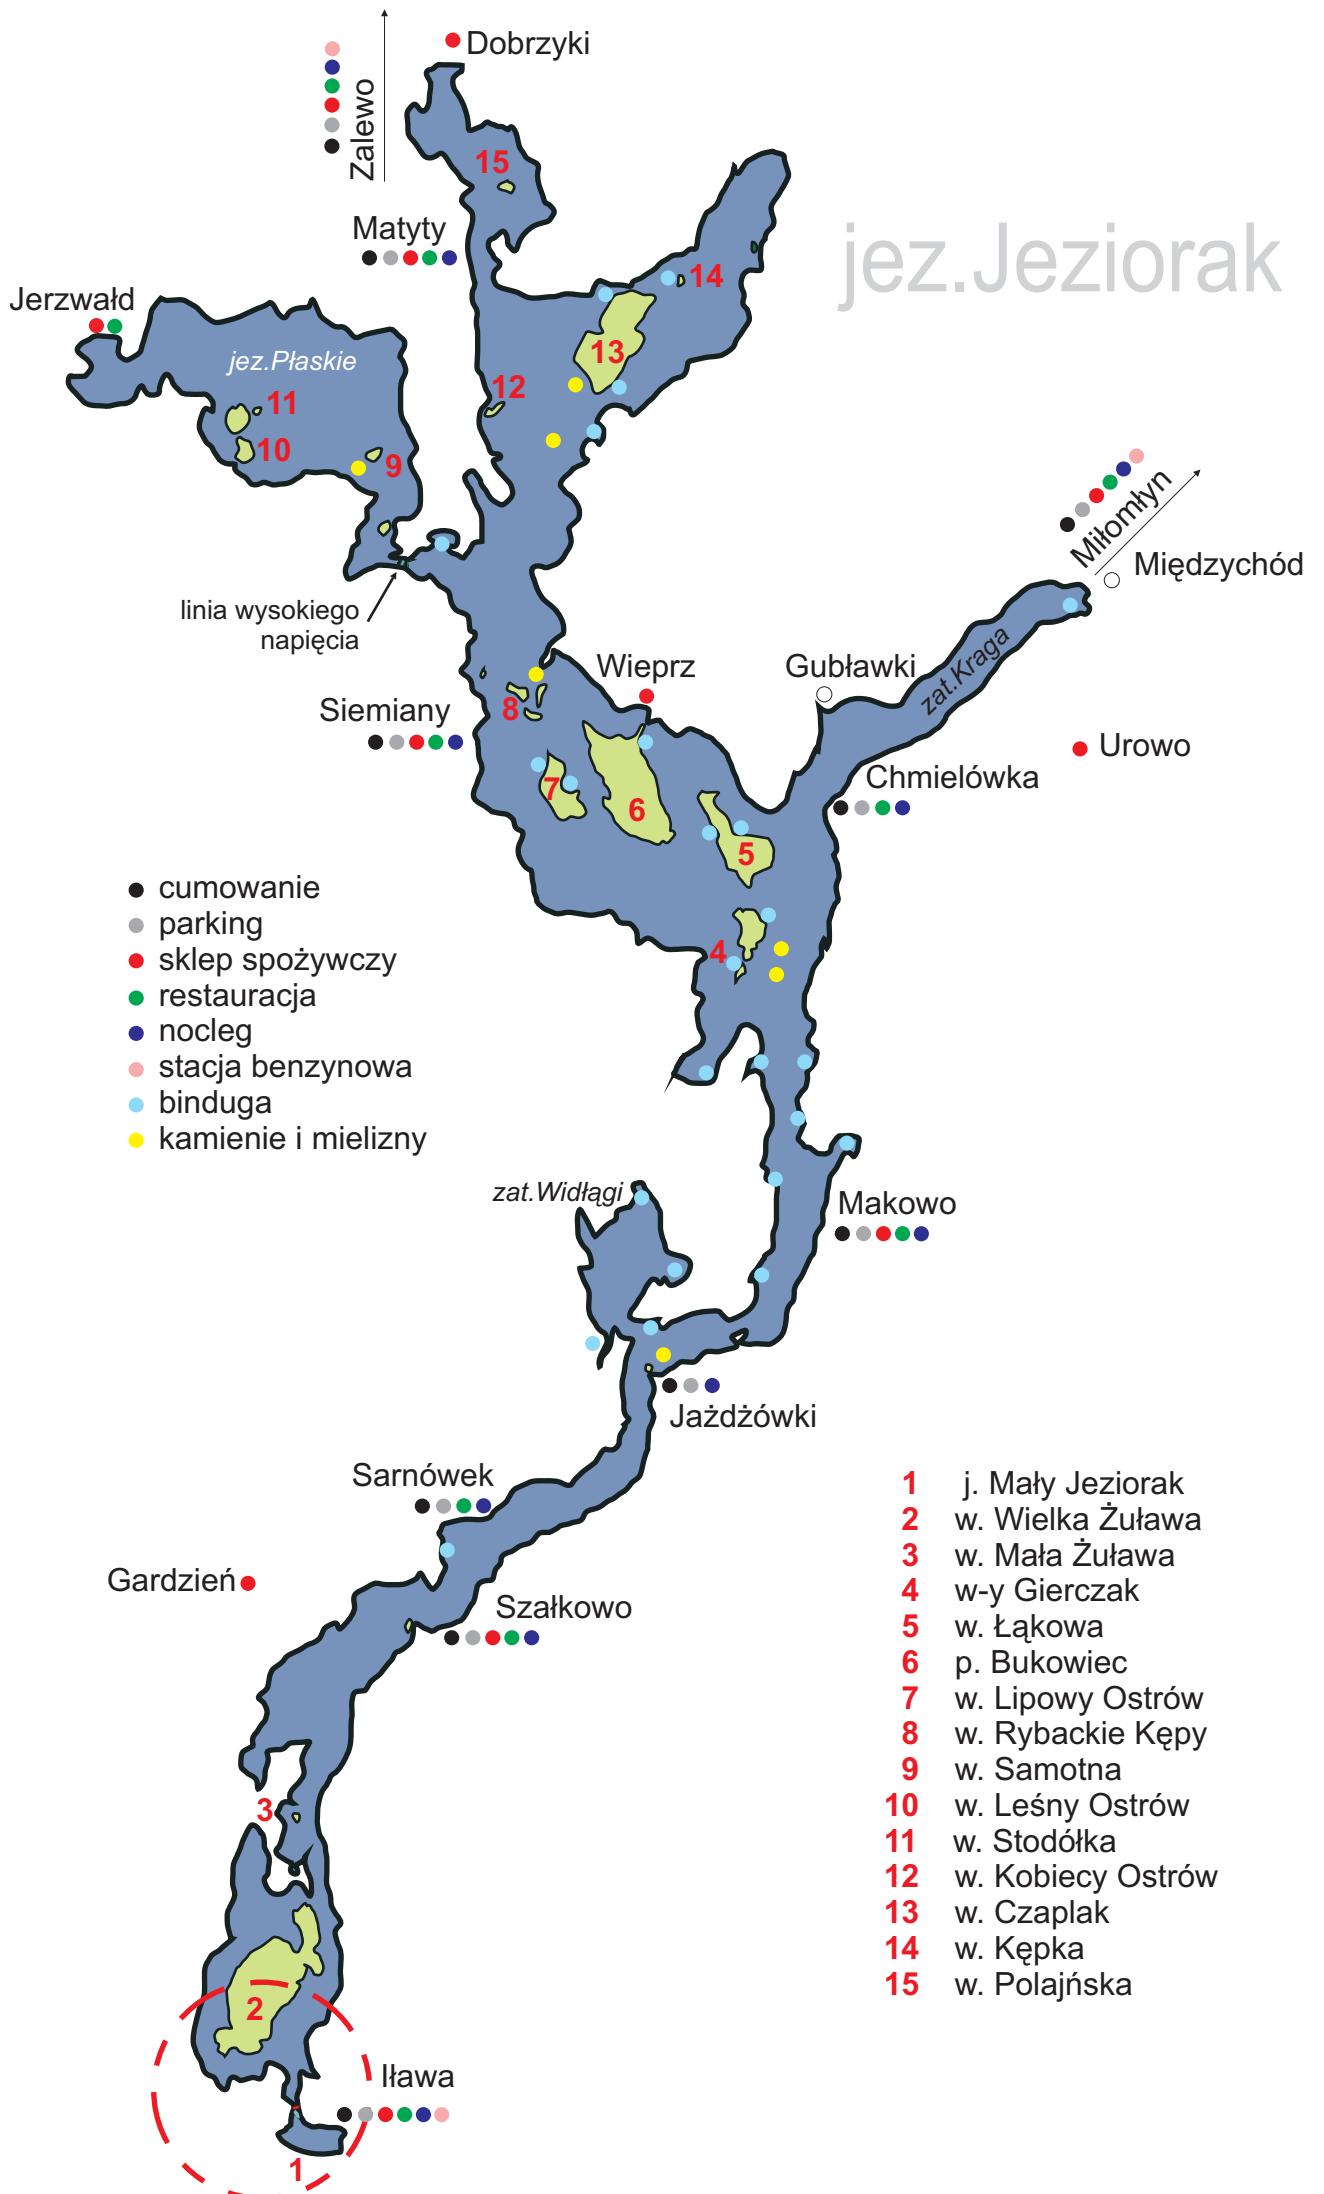 Dobrzyki
Zalewo
15
Matyty
14
jez.Jeziorak
Jerzwałd
jez.Płaskie
13
12
11
10
9
Miłomłyn
Międzychód
linia wysokiego
napięcia
zat.Kraga
Wieprz
Gubławki
8
Siemiany
Urowo
Chmielówka
7
6
5
cumowanie
parking
4
sklep spożywczy
restauracja
nocleg
stacja benzynowa
binduga
kamienie i mielizny
zat.Widłągi
Makowo
Jażdżówki
Sarnówek
Gardzień
Szałkowo
1 j. Mały Jeziorak
2 w. Wielka Żuława
3 w. Mała Żuława
4 w-y Gierczak
5 w. Łąkowa
6 p. Bukowiec
7 w. Lipowy Ostrów
8 w. Rybackie Kępy
9 w. Samotna
10 w. Leśny Ostrów
11 w. Stodółka
12 w. Kobiecy Ostrów
13 w. Czaplak
14 w. Kępka
15 w. Polajńska
3
2
Iława
1